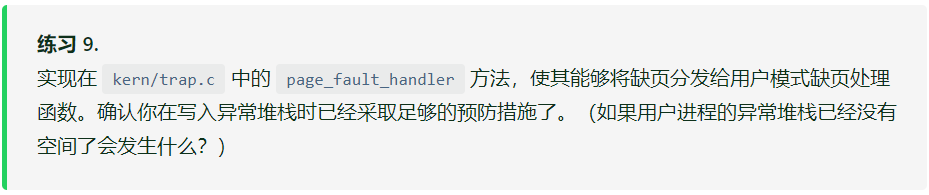 练习 9.
实现在 kern/trap.c 中的 page_fault_handler 方法，使其能够将缺页分发给用户模式缺页处理
函数。确认你在写入异常堆栈时已经采取足够的预防措施了。（如果用户进程的异常堆栈已经没有
空间了会发生什么？）